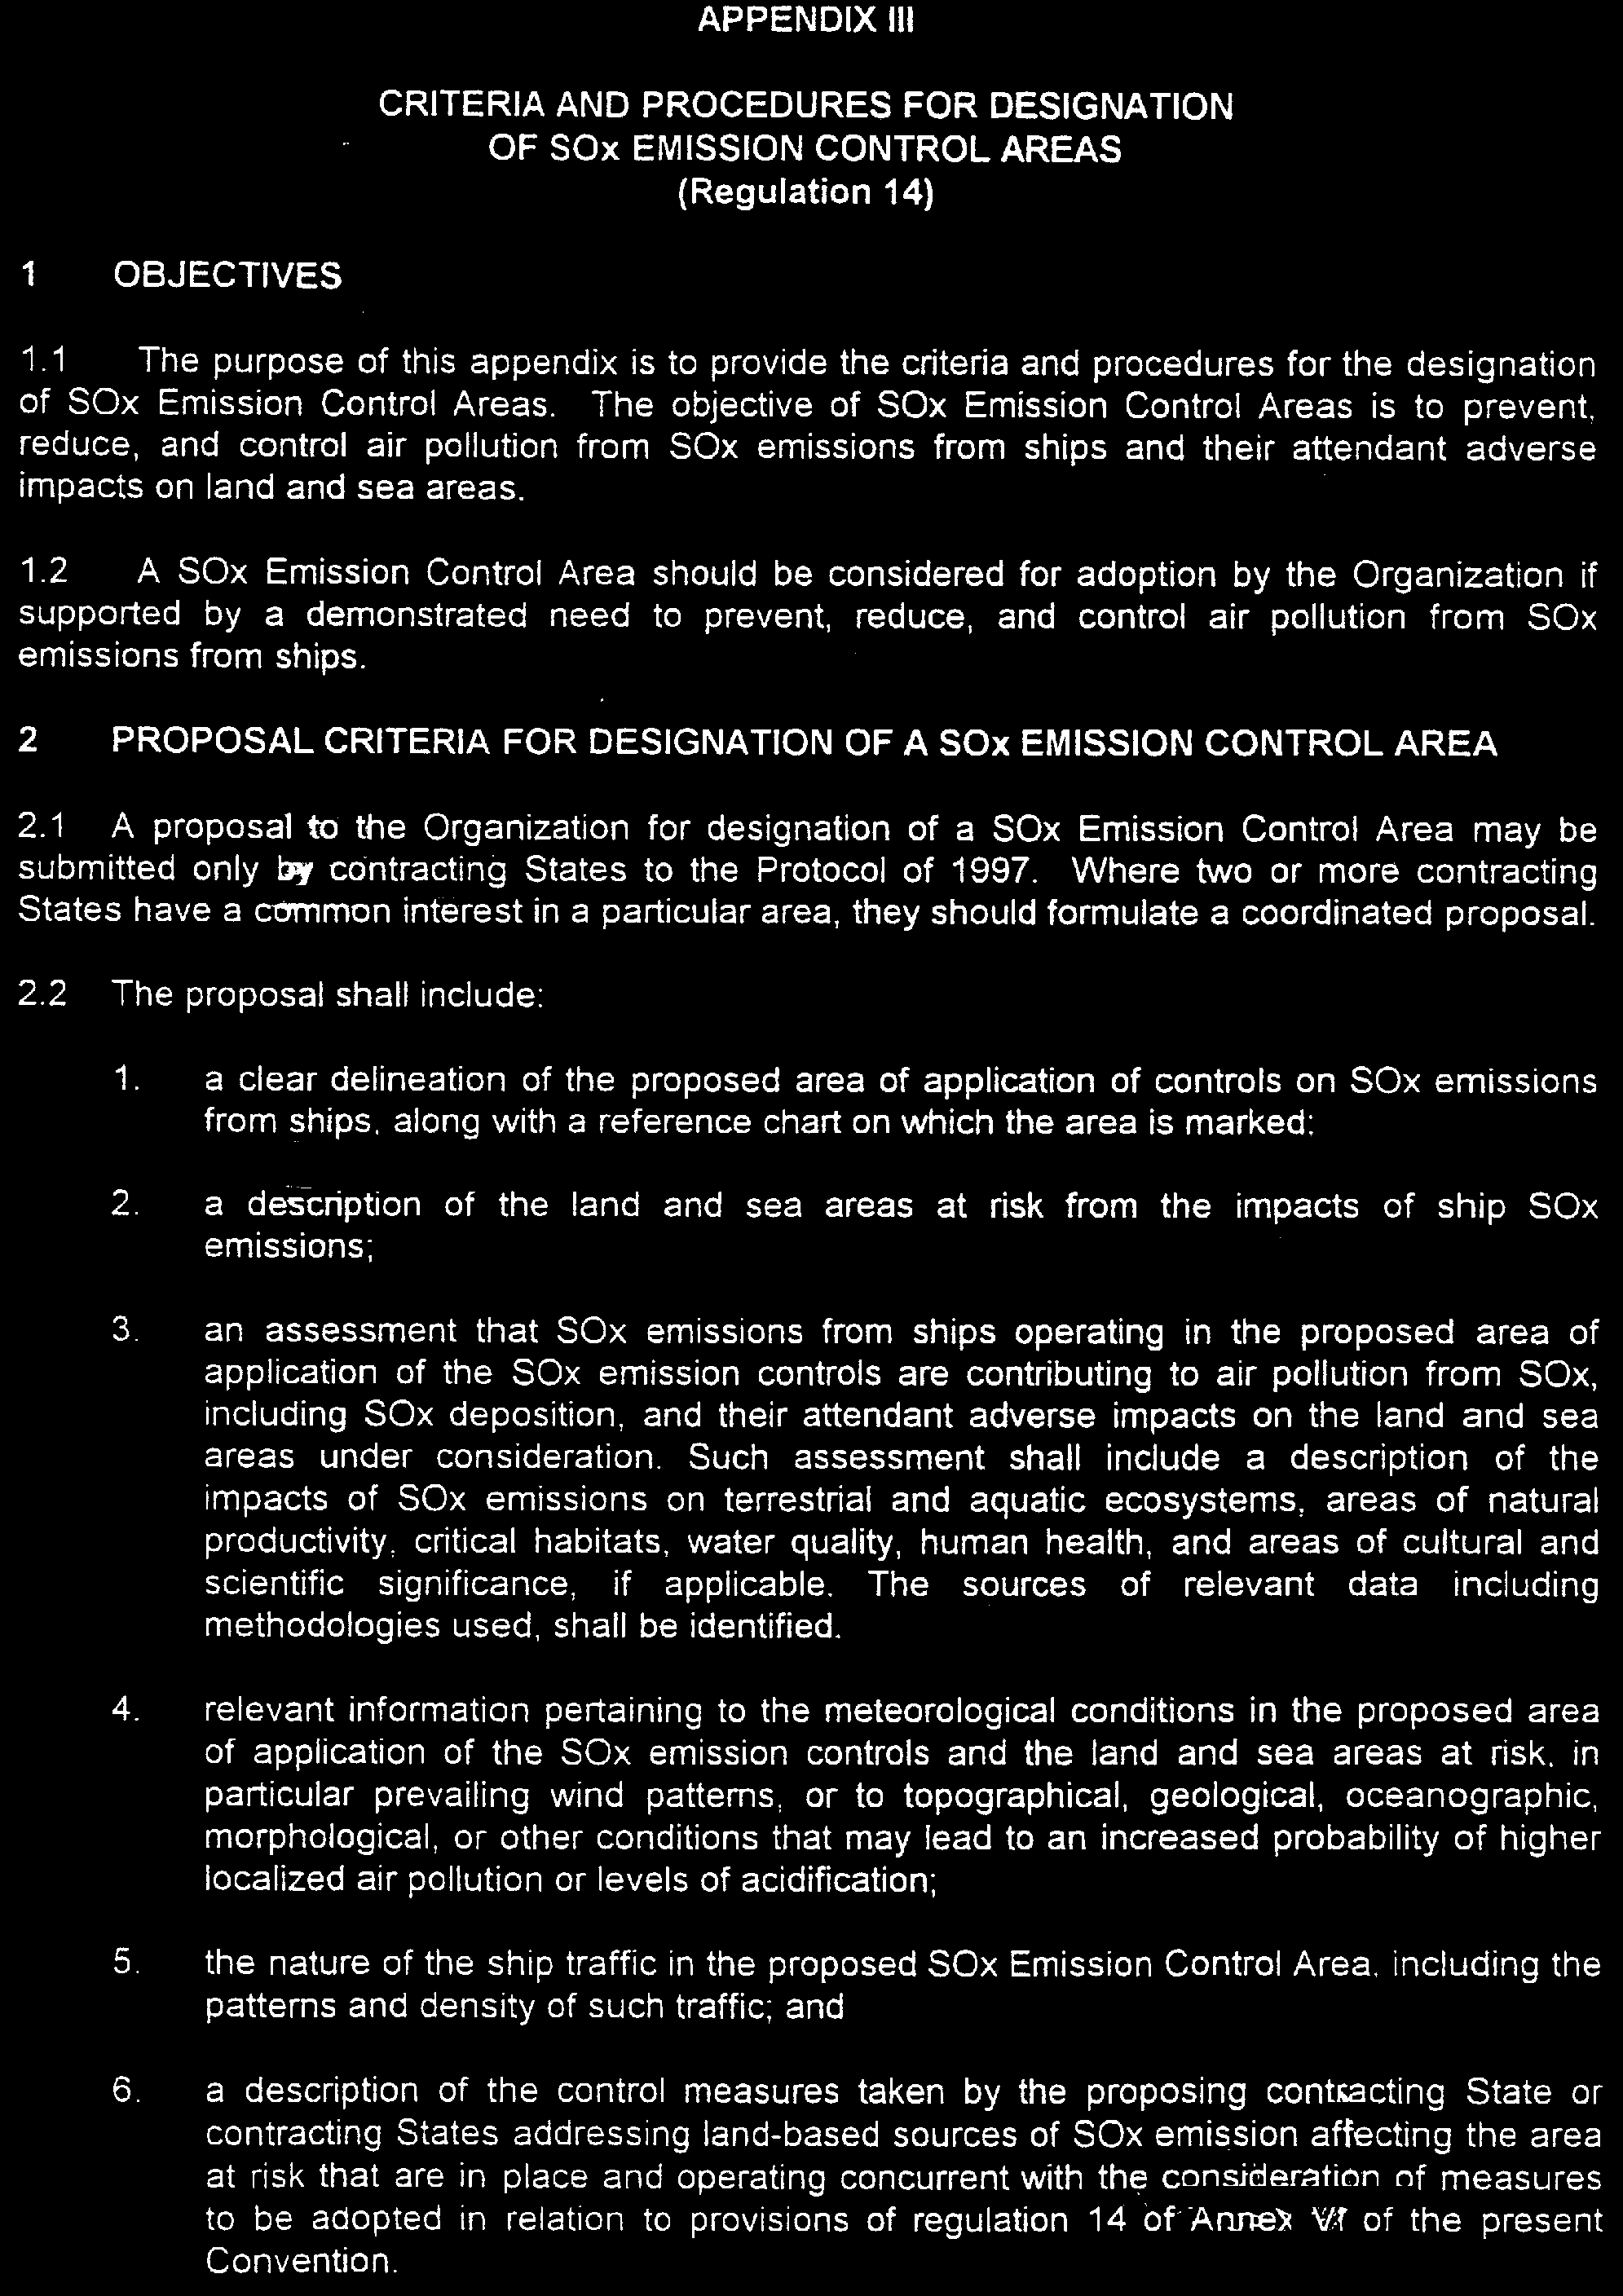 APPENDIX III
CRITERIA AND PROCEDURES FOR DESIGNATION
OF SOx EMISSION CONTROL AREAS
(Regulation 14)
1 OBJECTIVES
1.1 The purpose of this appendix is to provide the criteria and procedures for the designation
of SOx Emission Control Areas. The objective of SOx Emission Control Areas is to prevent,
reduce, and control air pollution from SOx emissions from ships and their attendant adverse
impacts on land and sea areas.
1.2 A SOx Emission Control Area should be considered for adoption by the Organization if
supported by a demonstrated need to prevent, reduce, and control air pollution from SOx
emissions from ships.
2 PROPOSAL CRITERIA FOR DESIGNATION OF A SOx EMISSION CONTROL AREA
2.1 A proposal to the Organization for designation of a SOx Emission Control Area may be
submitted only by contracting States to the Protocol of 1997. Where two or more contracting
States have a common interest in a particular area, they should formulate a coordinated proposal.
2.2 The proposal shall include:
1. a clear delineation of the proposed area of application of controls on SOx emissions
from ships, along with a reference chart on which the area is marked;
2. a description of the land and sea areas at risk from the impacts of ship SOx
emissions;
3. an assessment that SOx emissions from ships operating in the proposed area of
application of the SOx emission controls are contributing to air pollution from SOx,
including SOx deposition, and their attendant adverse impacts on the land and sea
areas under consideration. Such assessment shall include a description of the
impacts of SOx emissions on terrestrial and aquatic ecosystems, areas of natural
productivity, critical habitats, water quality, human health, and areas of cultural and
scientific significance, if applicable. The sources of relevant data including
methodologies used, shall be identified.
4. relevant information pertaining to the meteorological conditions in the proposed area
of application of the SOx emission controls and the land and sea areas at risk, in
particular prevailing wind patterns, or to topographical, geological, oceanographic,
morphological, or other conditions that may lead to an increased probability of higher
localized air pollution or levels of acidification;
5. the nature of the ship traffic in the proposed SOx Emission Control Area, including the
patterns and density of such traffic; and
6. a description of the control measures taken by the proposing contracting State or
contracting States addressing land-based sources of SOx emission affecting the area
at risk that are in place and operating concurrent with the consideration of measures
to be adopted in relation to provisions of regulation 14 of Annex VI of the present
Convention.